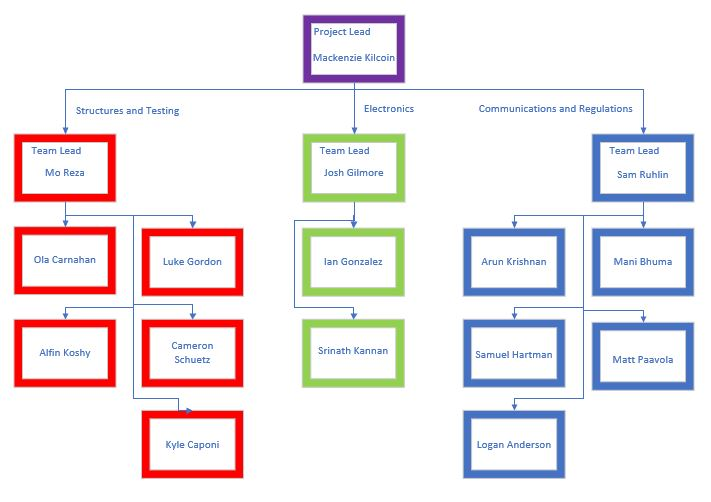 Project Lead
Mackenzie Kilcoin
Structures and Testing
Electronics
Communications and Regulations
Team Lead
Mo Reza
Team Lead
Josh Gilmore
Team Lead
Sam Ruhlin
Ola Carnahan
Luke Gordon
Ian Gonzalez
Arun Krishnan
Mani Bhuma
Alfin Koshy
Cameron
Schuetz
Srinath Kannan
Samuel Hartman
Matt Paavola
Kyle Caponi
Logan Anderson